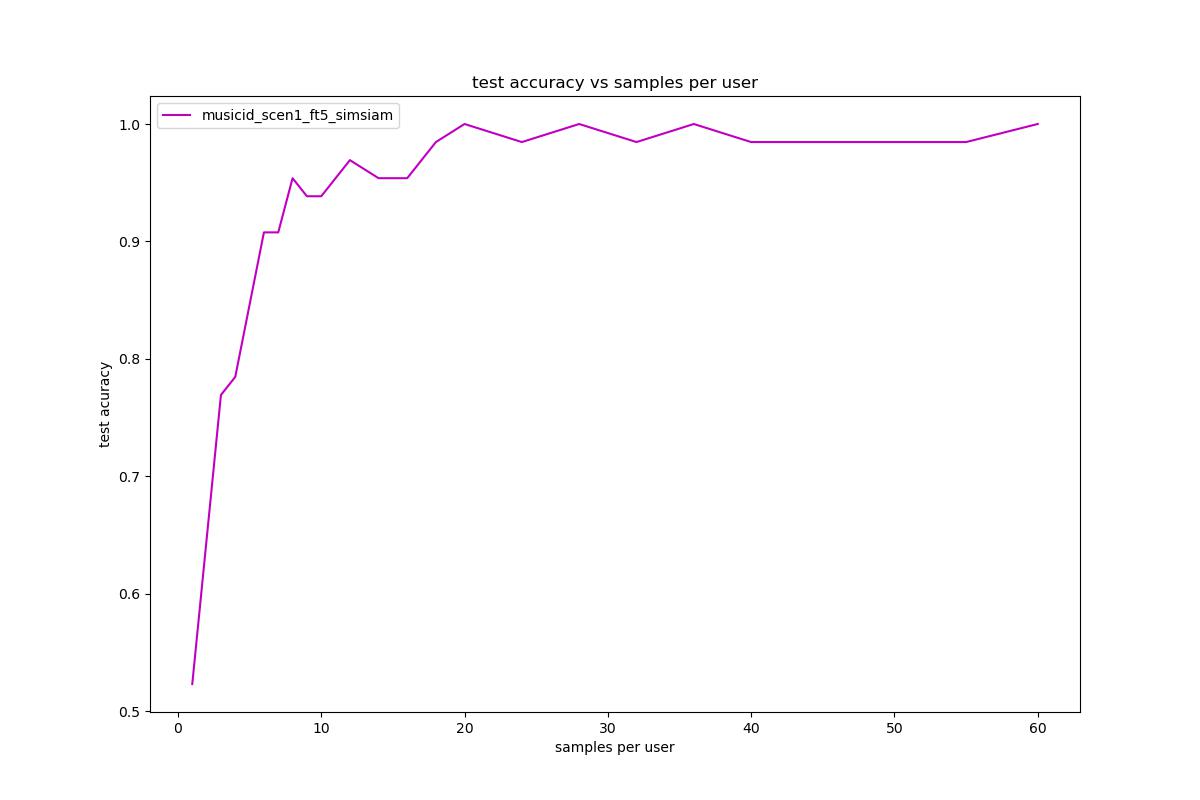 test accuracy vs samples per user
musicid_scen1_ft5_simsiam
1.0
0.9
0.8
0.7
0.6
0.5
test acuracy
0 10 20 30 40 50 60
samples per user